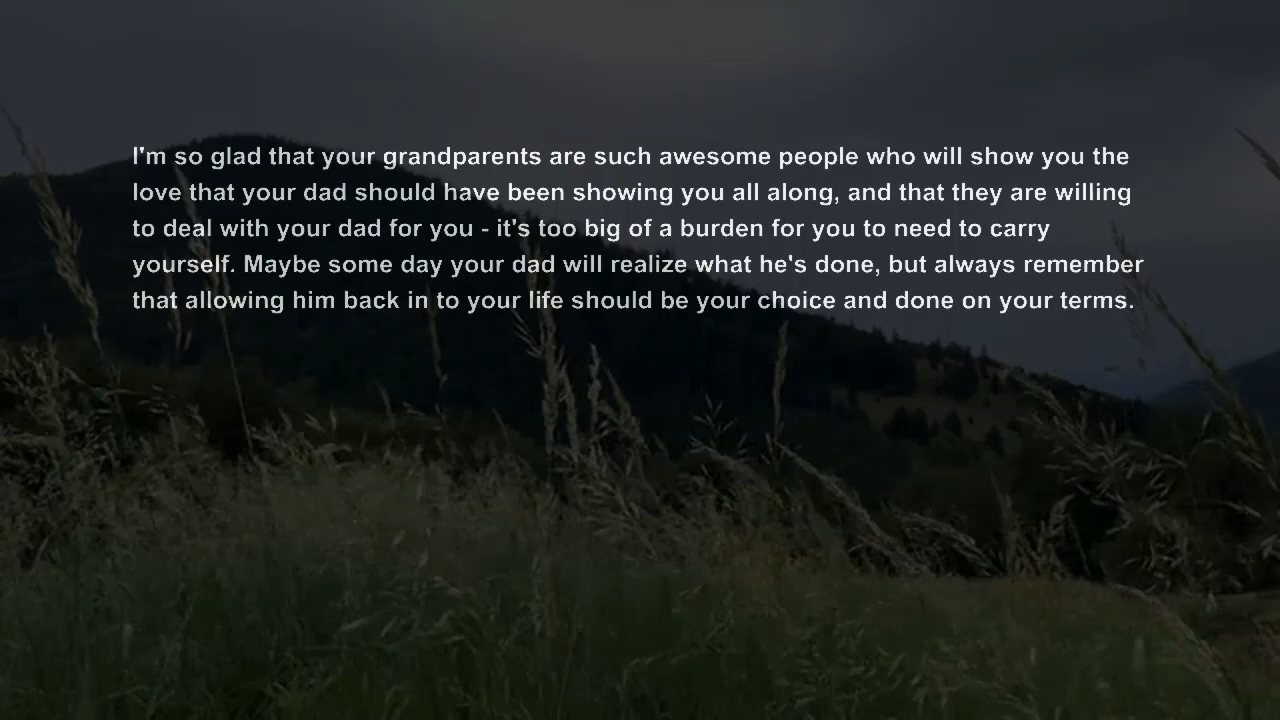 I'm so glad that your grandparents are such awesome people who will show you the
love that your dad should have been showing you all along, and that they are willing
to deal with your dad for you - it's too big of a burden for you to need to carry
yourself. Maybe some day your dad will realize what he's done, but always remember
that allowing him back in to your life should be your choice and done on your terms.